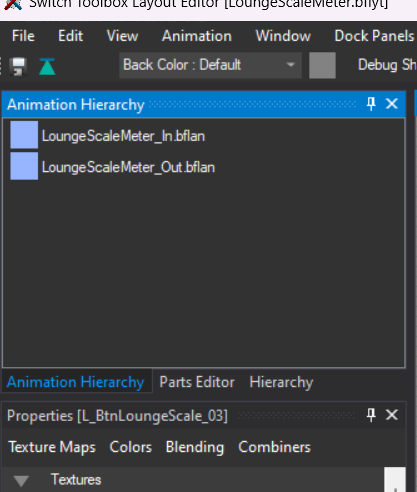 Switch Toolbox Layout Editor [LoungeScaleMeter.bflyt]
File Edit View Animation Window Dock Panels
Back Color : Default Debug Sh
Animation Hierarchy
LoungeScaleMeter_In.bflan
LoungeScaleMeter_Out.bflan
Animation Hierarchy Parts Editor Hierarchy
Properties [L_BtnLoungeScale_03]
Texture Maps Colors Blending Combiners
Textures